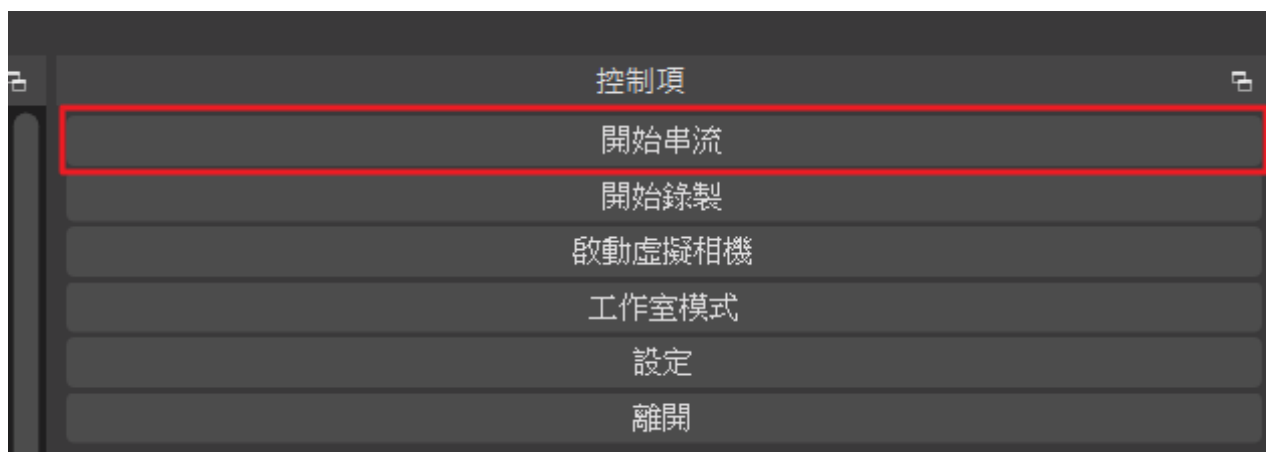 控制項
開始串流
開始錄製
啟動虛擬相機
工作室模式
設定
離開